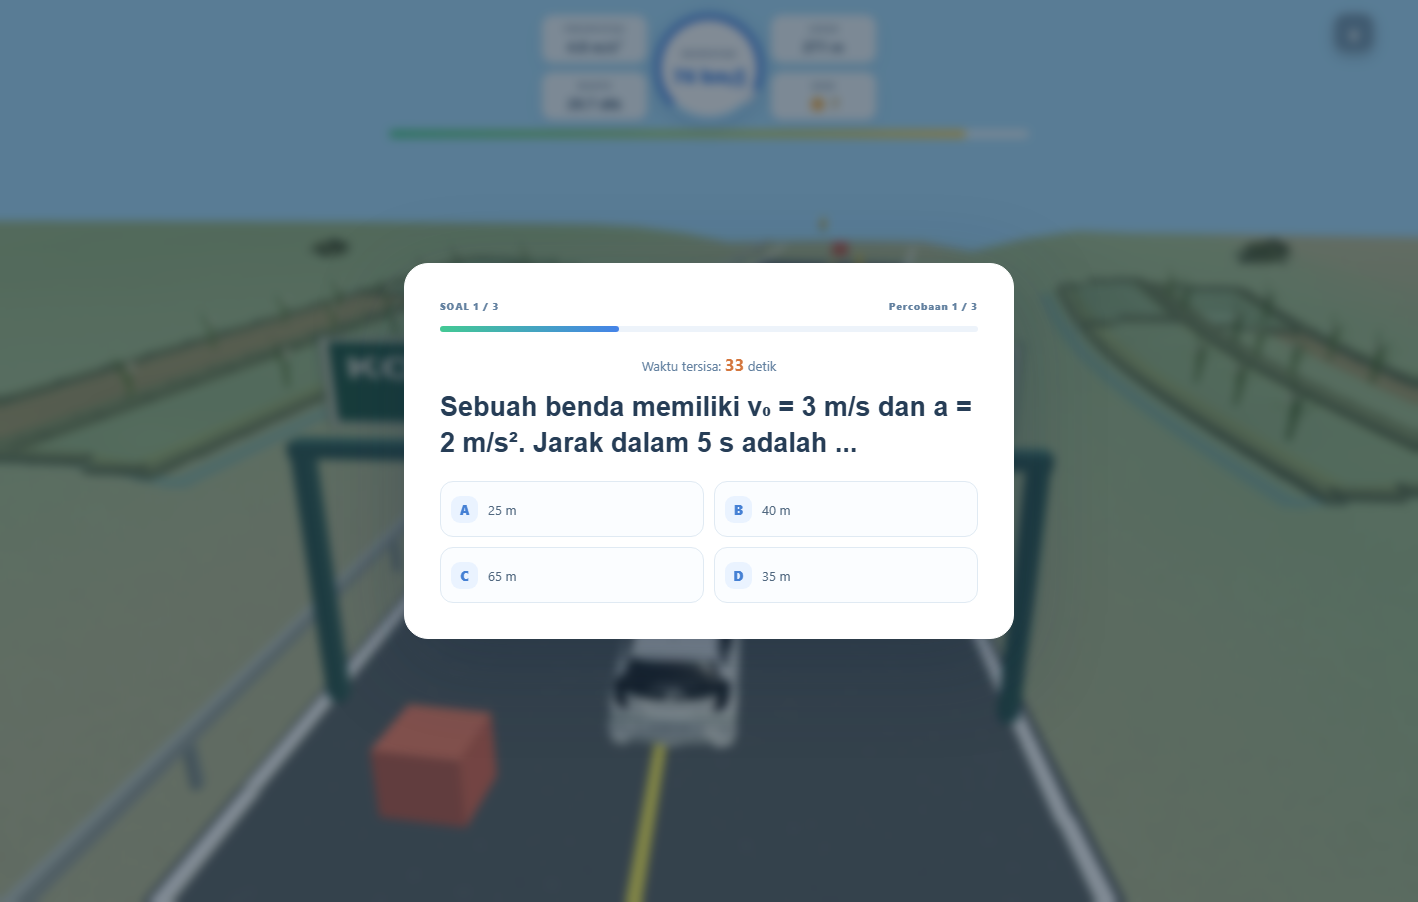 SOAL 1 / 3
Percobaan 1 / 3
Waktu tersisa: 33 detik
Sebuah benda memiliki v₀ = 3 m/s dan a =
2 m/s². Jarak dalam 5 s adalah ...
A 25 m
B 40 m
C 65 m
D 35 m